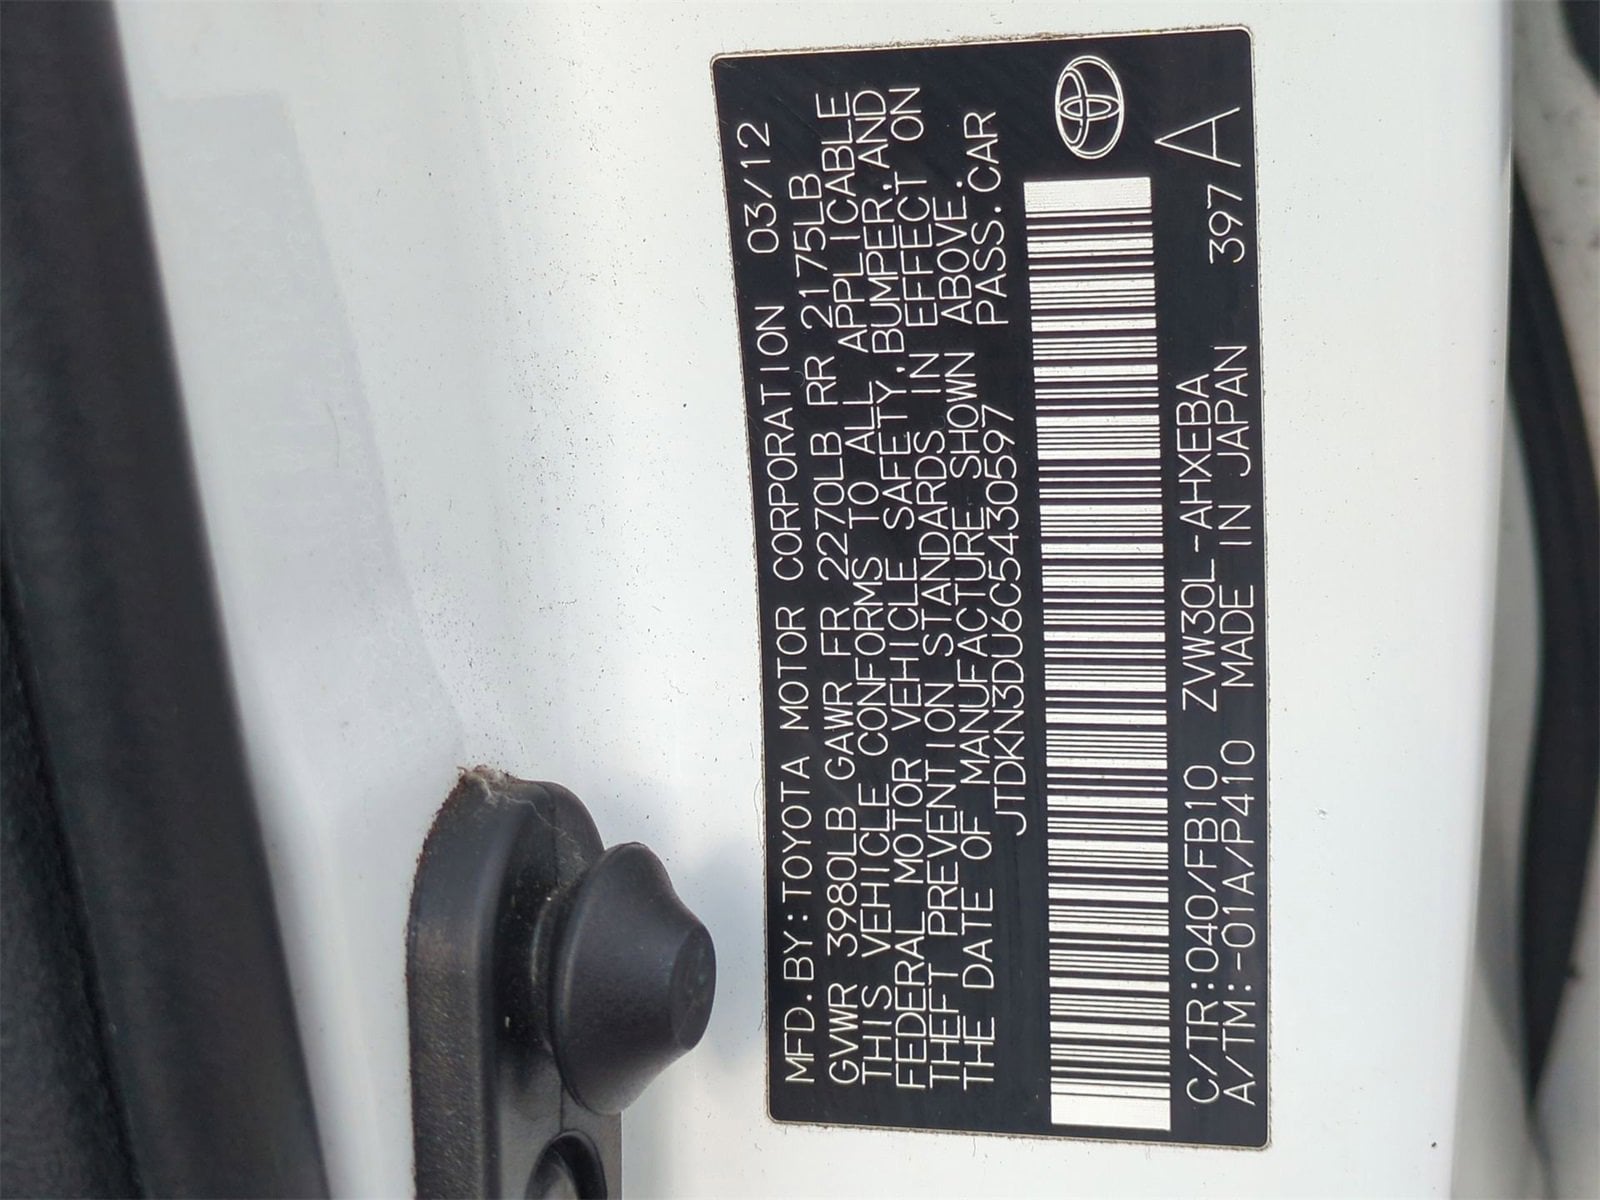 MFD.BY:TOYOTA MOTOR CORPORATION 03/12
GVWR 3980LB GAWR FR 2270LB RR 2175LB
THIS VEHICLE CONFORMS TO ALL APPLICABLE
FEDERAL MOTOR VEHICLE SAFETY, BUMPER, AND
THEFT PREVENTION STANDARDS IN EFFECT ON
THE DATE OF MANUFACTURE SHOWN ABOVE.
JTDKN3DU6C5430597 PASS.CAR
C/TR:040/FB10 ZVW30L-AHXEBA
A/TM:-01A/P410 MADE IN JAPAN 397 A